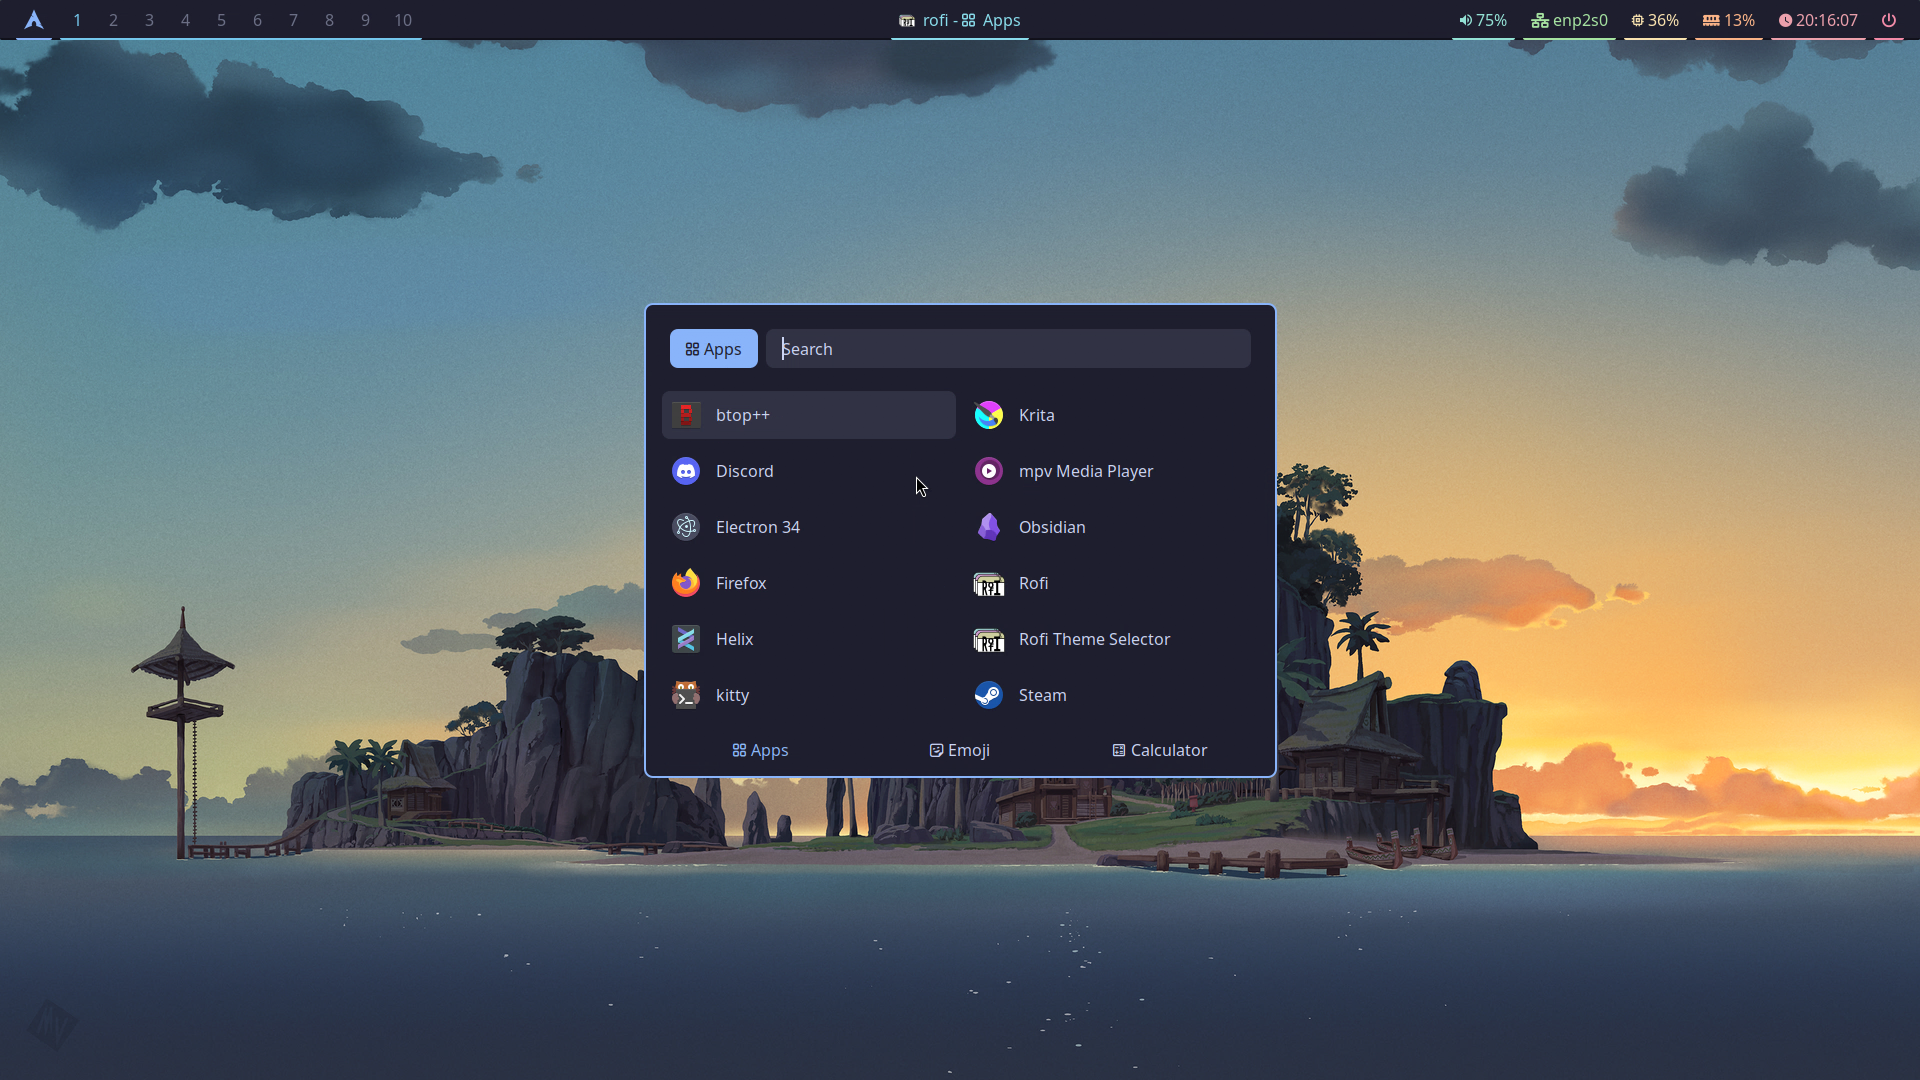 1 2 3 4 5 6 7 8 9 10 rofi - Apps 75% enp2s0 36% 13% 20:16:07
Apps Search
btop++ Krita
Discord mpv Media Player
Electron 34 Obsidian
Firefox Rofi
Helix Rofi Theme Selector
kitty Steam
Apps Emoji Calculator